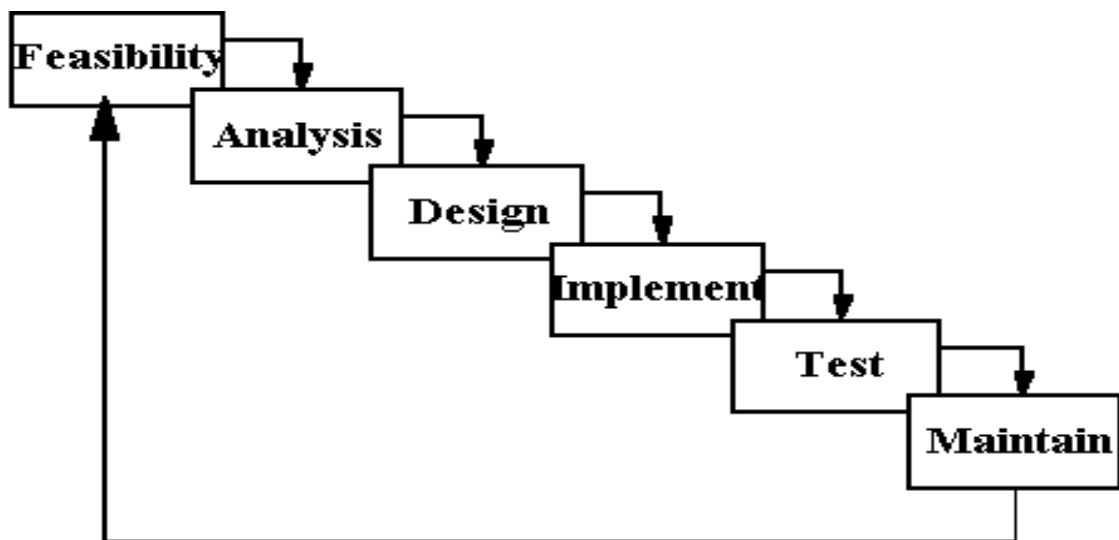 Feasibility
Analysis
Design
Implement
Test
Maintain